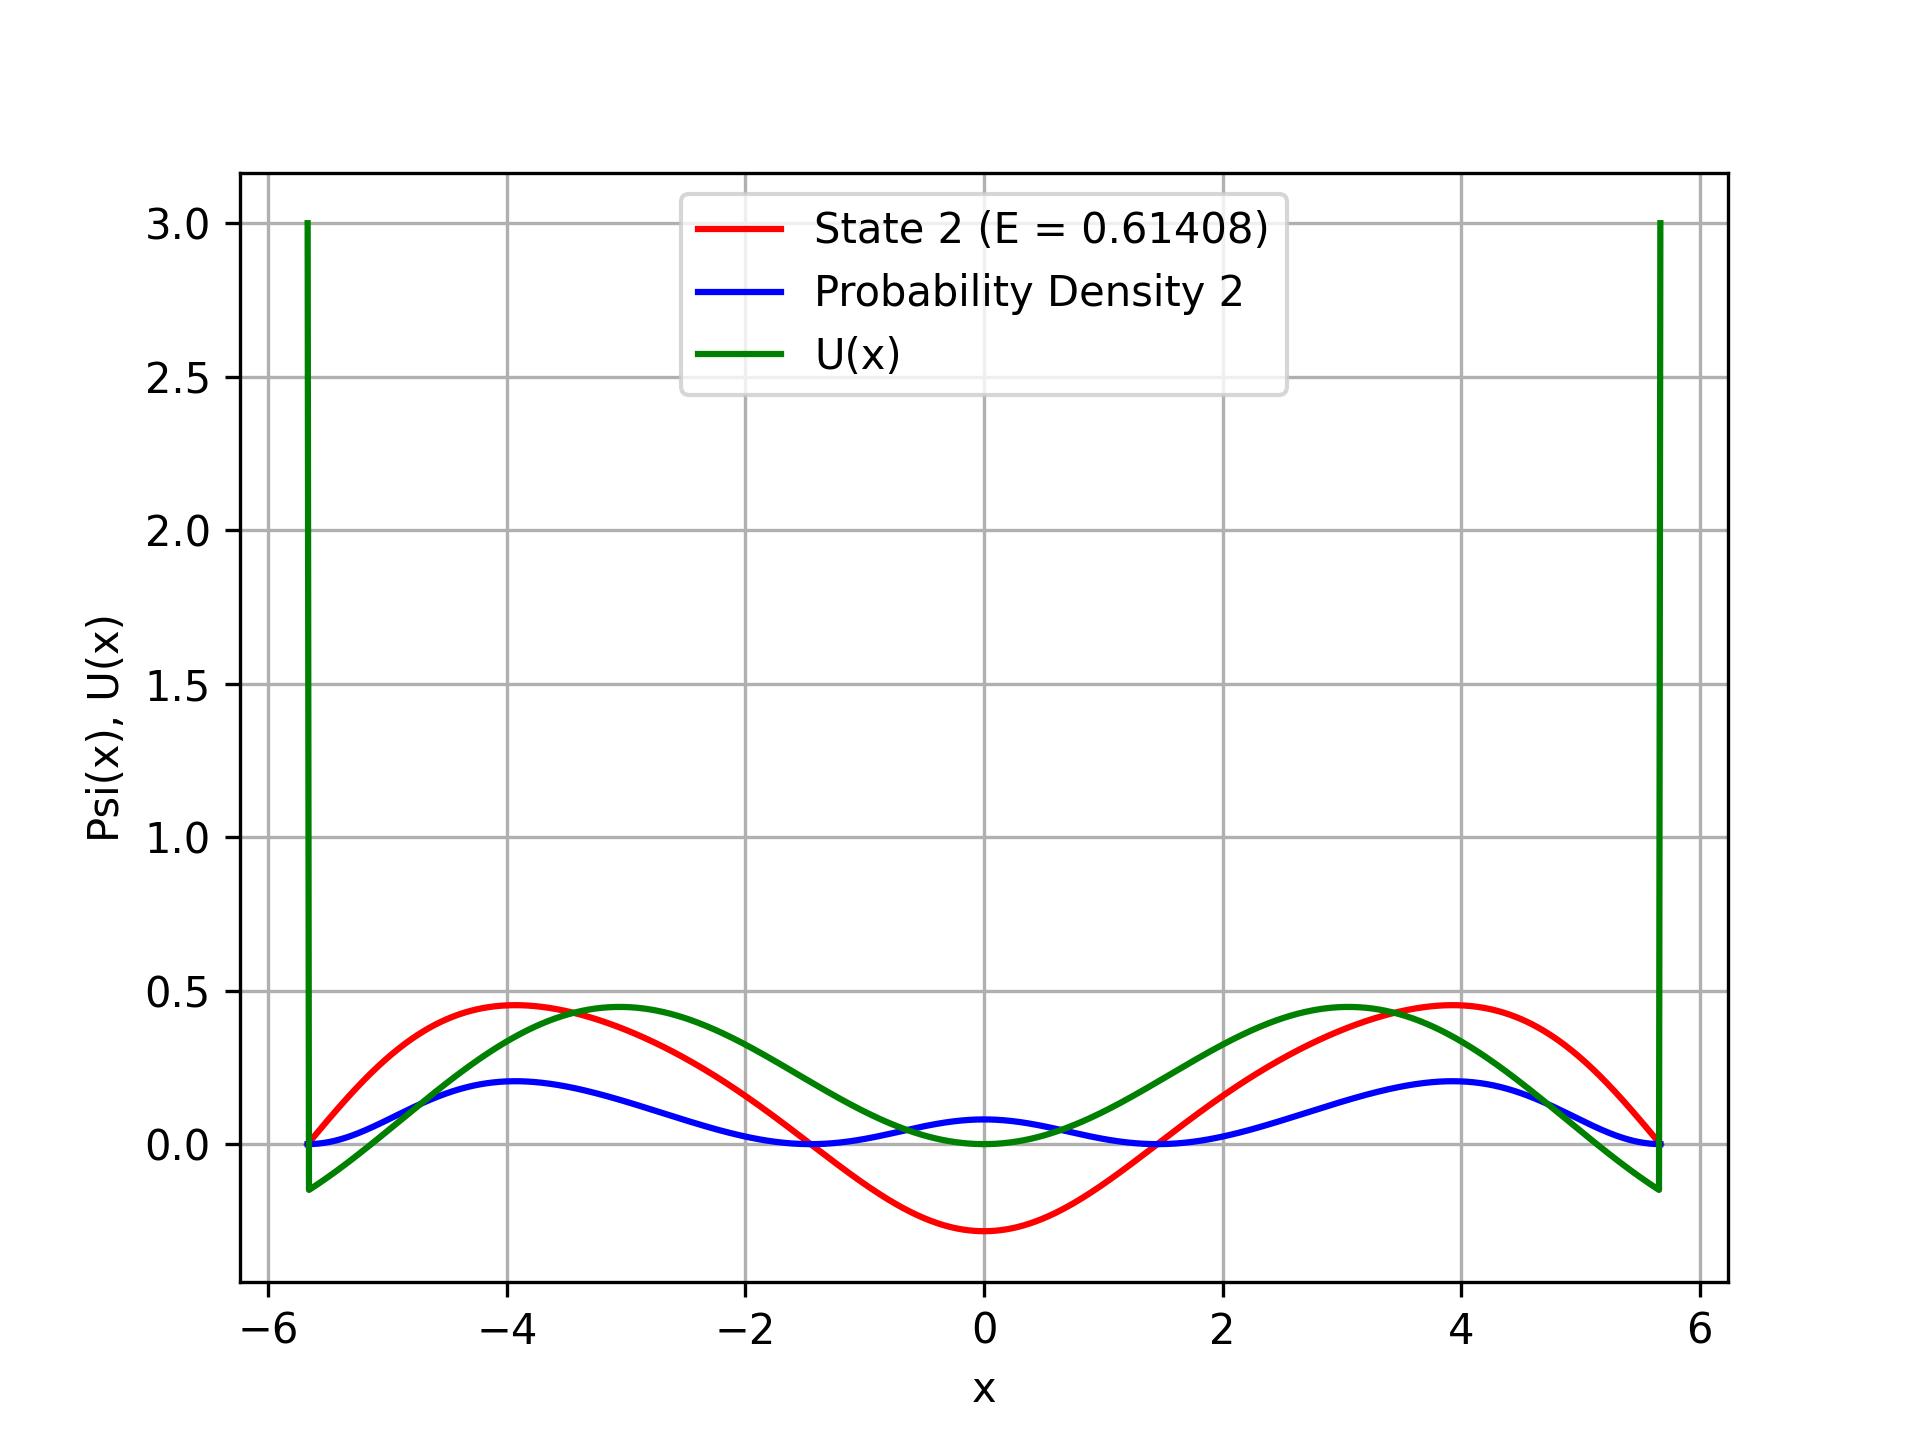 State 2 (E = 0.61408)
Probability Density 2
U(x)
3.0
2.5
2.0
1.5
1.0
0.5
0.0
Psi(x), U(x)
−6 −4 −2 0 2 4 6
x